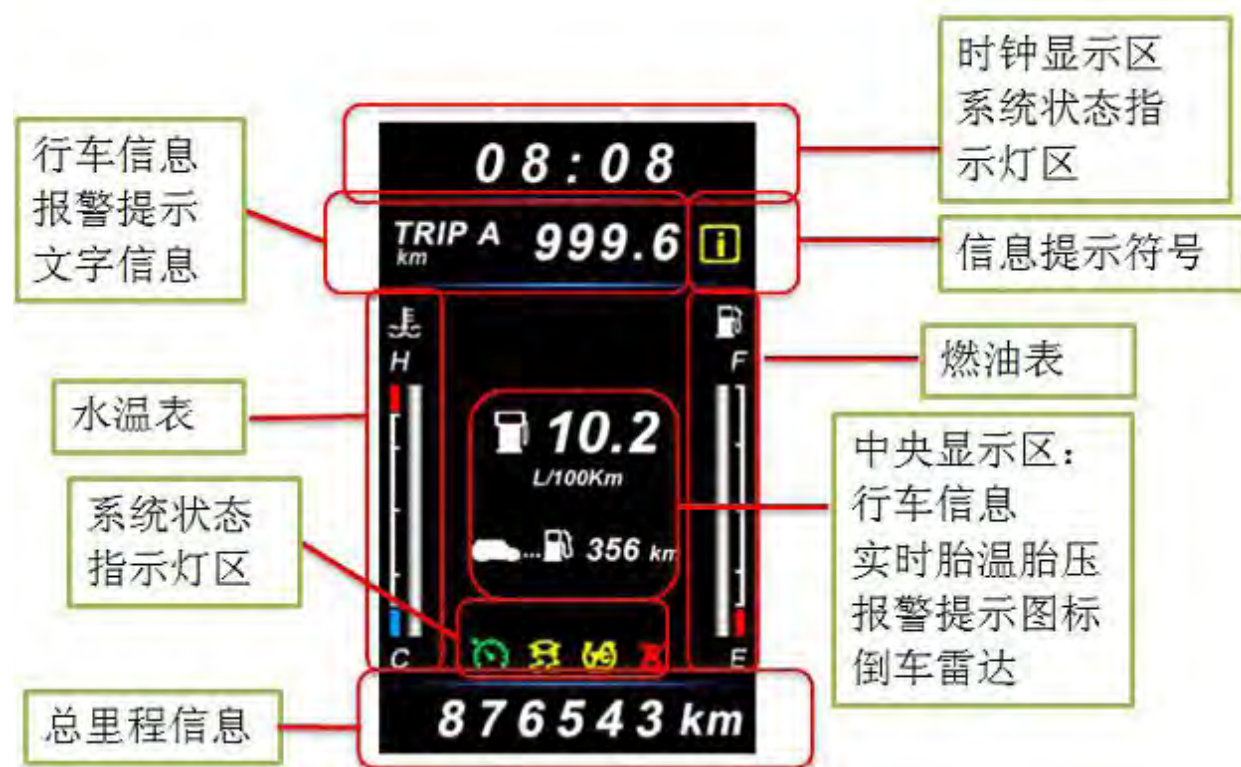 时钟显示区
系统状态指
示灯区
行车信息
报警提示
文字信息
08:08
TRIP A 999.6
km
信息提示符号
H
F
燃油表
水温表
10.2
L/100Km
中央显示区：
行车信息
实时胎温胎压
报警提示图标
倒车雷达
系统状态
指示灯区
... 356 km
C
E
总里程信息
876543 km